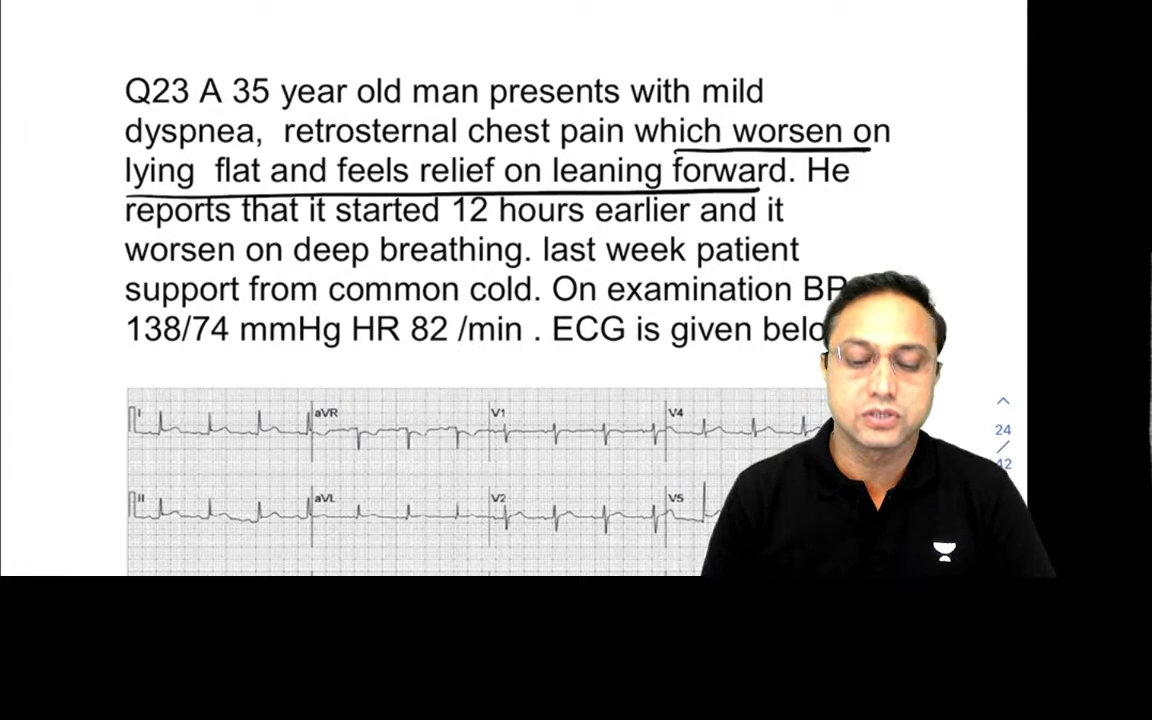 Q23 A 35 year old man presents with mild
dyspnea, retrosternal chest pain which worsen on
lying flat and feels relief on leaning forward. He
reports that it started 12 hours earlier and it
worsen on deep breathing. last week patient
support from common cold. On examination BP
138/74 mmHg HR 82 /min . ECG is given belo
I aVR V1 V4
II aVL V2 V5
24
/
42